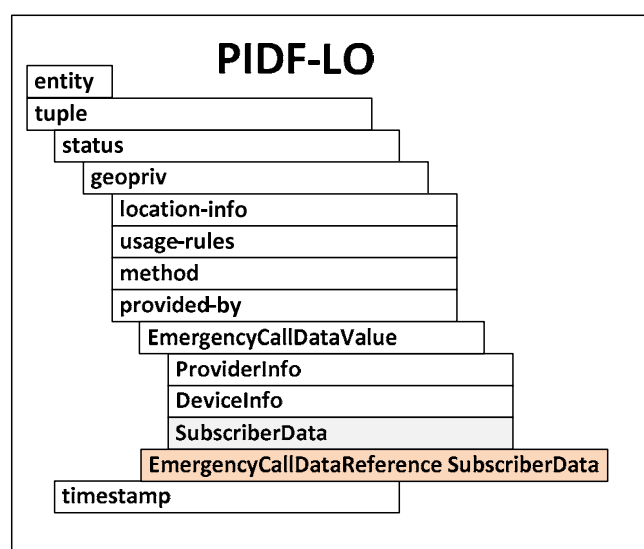 PIDF-LO
entity
tuple
status
geopriv
location-info
usage-rules
method
provided-by
EmergencyCallDataValue
ProviderInfo
DeviceInfo
SubscriberData
EmergencyCallDataReference SubscriberData
timestamp